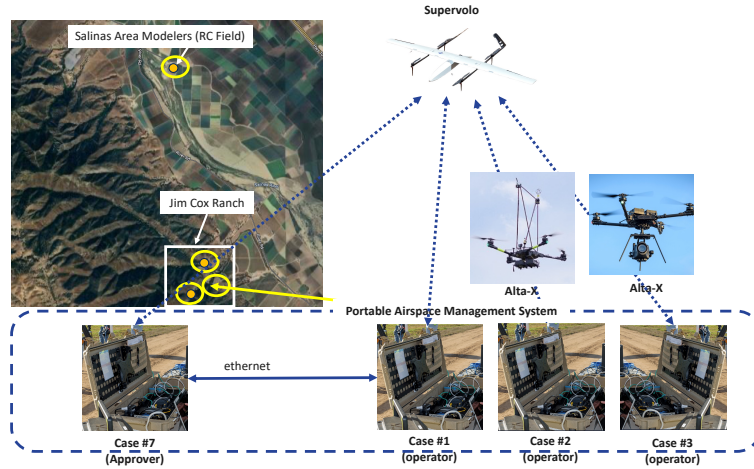 Supervolo
Salinas Area Modelers (RC Field)
Jim Cox Ranch
Alta-X
Alta-X
Portable Airspace Management System
ethernet
Case #7
(Approver)
Case #1
(operator)
Case #2
(operator)
Case #3
(operator)